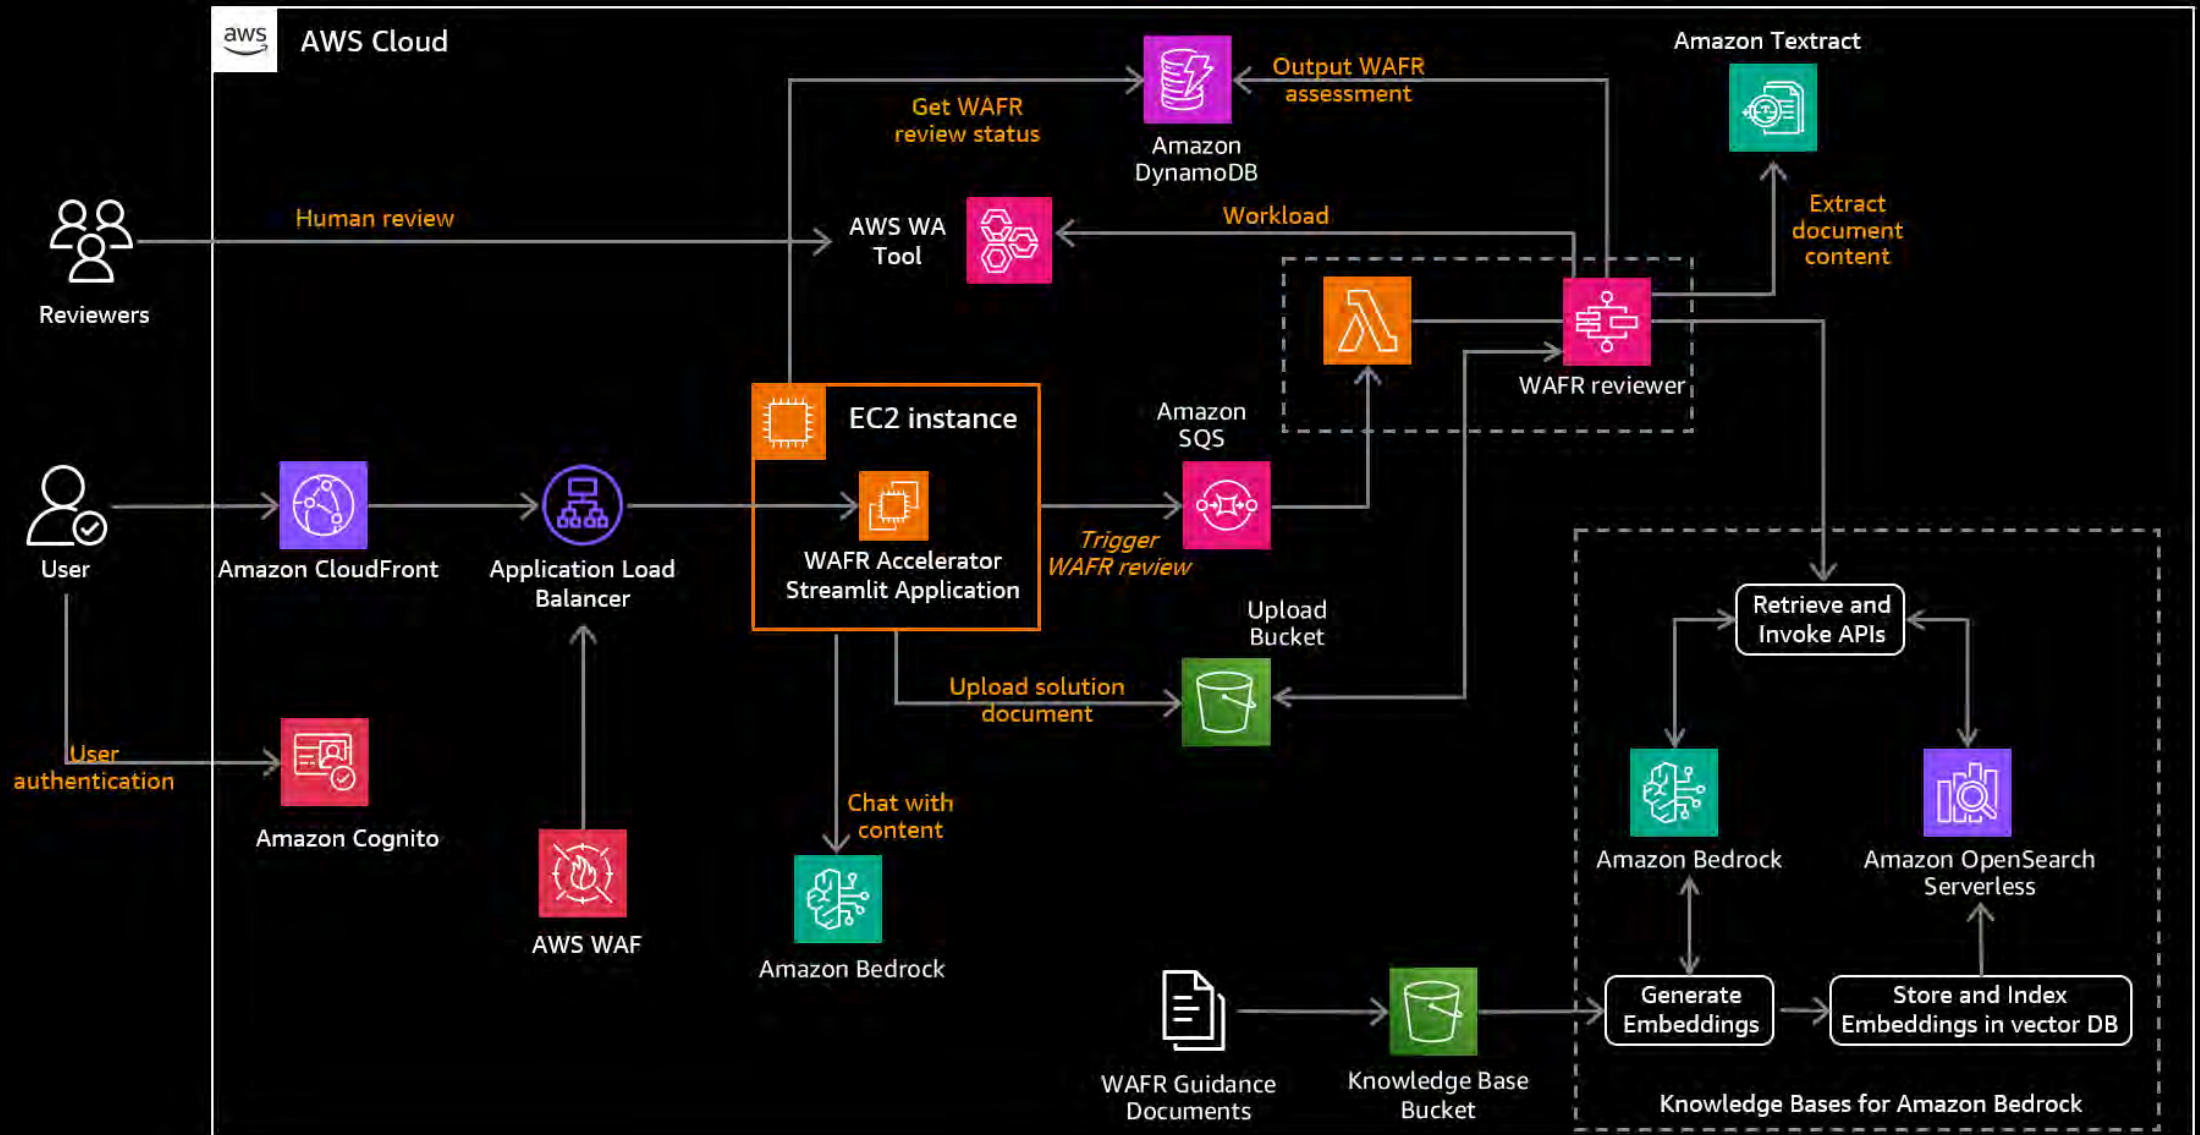 aws
AWS Cloud
Amazon Textract
Output WAFR
assessment
Get WAFR
review status
Amazon
DynamoDB
Human review
AWS WA
Tool
Workload
Extract
document
content
Reviewers
WAFR reviewer
EC2 instance
Amazon
SQS
User
Amazon CloudFront
Application Load
Balancer
WAFR Accelerator
Streamlit Application
Trigger
WAFR review
Upload
Bucket
Retrieve and
Invoke APIs
Upload solution
document
User
authentication
Amazon Cognito
Chat with
content
AWS WAF
Amazon Bedrock
Amazon Bedrock
Amazon OpenSearch
Serverless
WAFR Guidance
Documents
Knowledge Base
Bucket
Generate
Embeddings
Store and Index
Embeddings in vector DB
Knowledge Bases for Amazon Bedrock